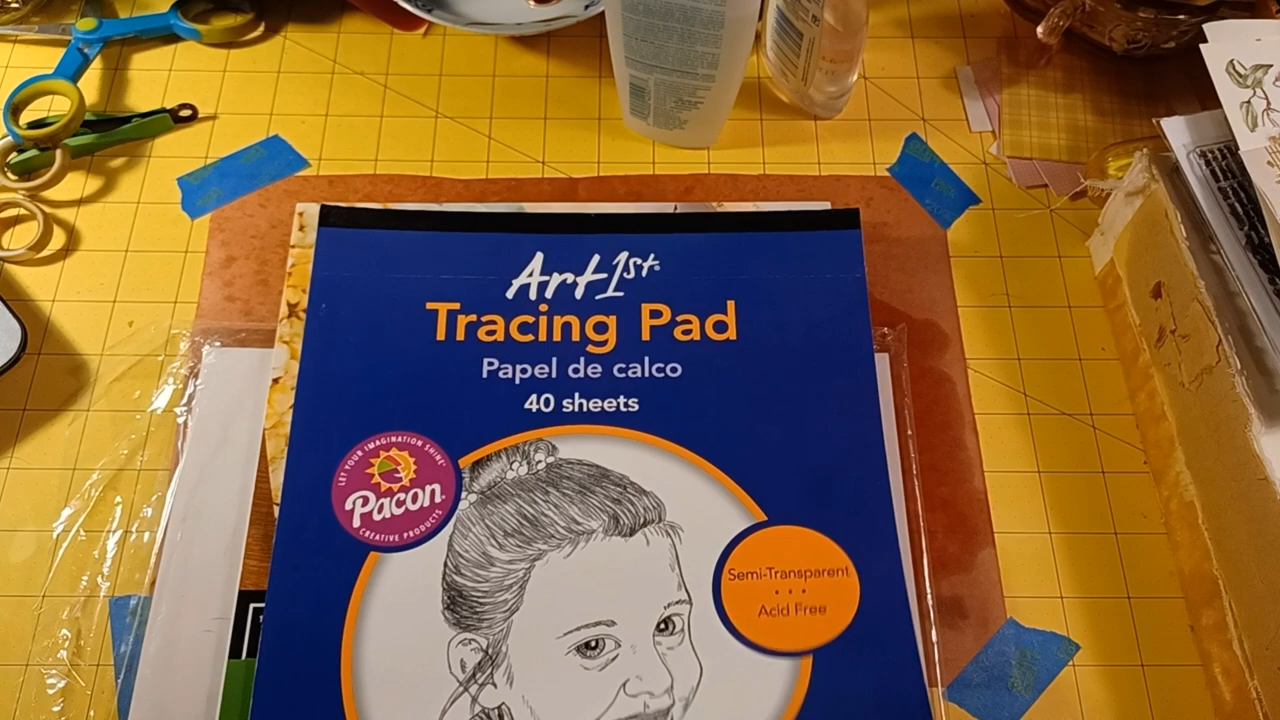 Art 1st®
Tracing Pad
Papel de calco
40 sheets
LET YOUR IMAGINATION SHINE®
Pacon®
CREATIVE PRODUCTS
Semi-Transparent
Acid Free